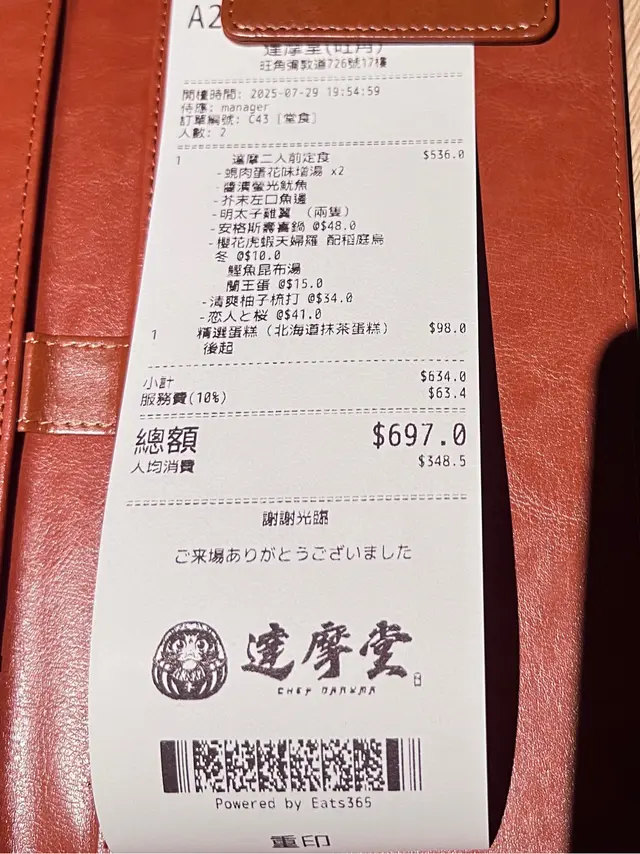 A2
達摩堂(旺角)
旺角彌敦道726號17樓
開檯時間: 2025-07-29 19:54:59
侍應: manager
訂單編號: C43 [堂食]
人數: 2
1 達摩二人前定食 $536.0
-蜆肉蛋花味增湯 x2
-醬漬螢光魷魚
-芥末左口魚邊
-明太子雞翼 (兩隻)
-安格斯壽喜鍋 @$48.0
-櫻花虎蝦天婦羅 配稻庭烏
冬 @$10.0
鰹魚昆布湯
蘭王蛋 @$15.0
-清爽柚子梳打 @$34.0
-恋人と桜 @$41.0
1 精選蛋糕 (北海道抹茶蛋糕) $98.0
後起
小計 $634.0
服務費(10%) $63.4
總額 $697.0
人均消費 $348.5
謝謝光臨
ご来場ありがとうございました
達摩堂
CHEF DARUMA
Powered by Eats365
重印